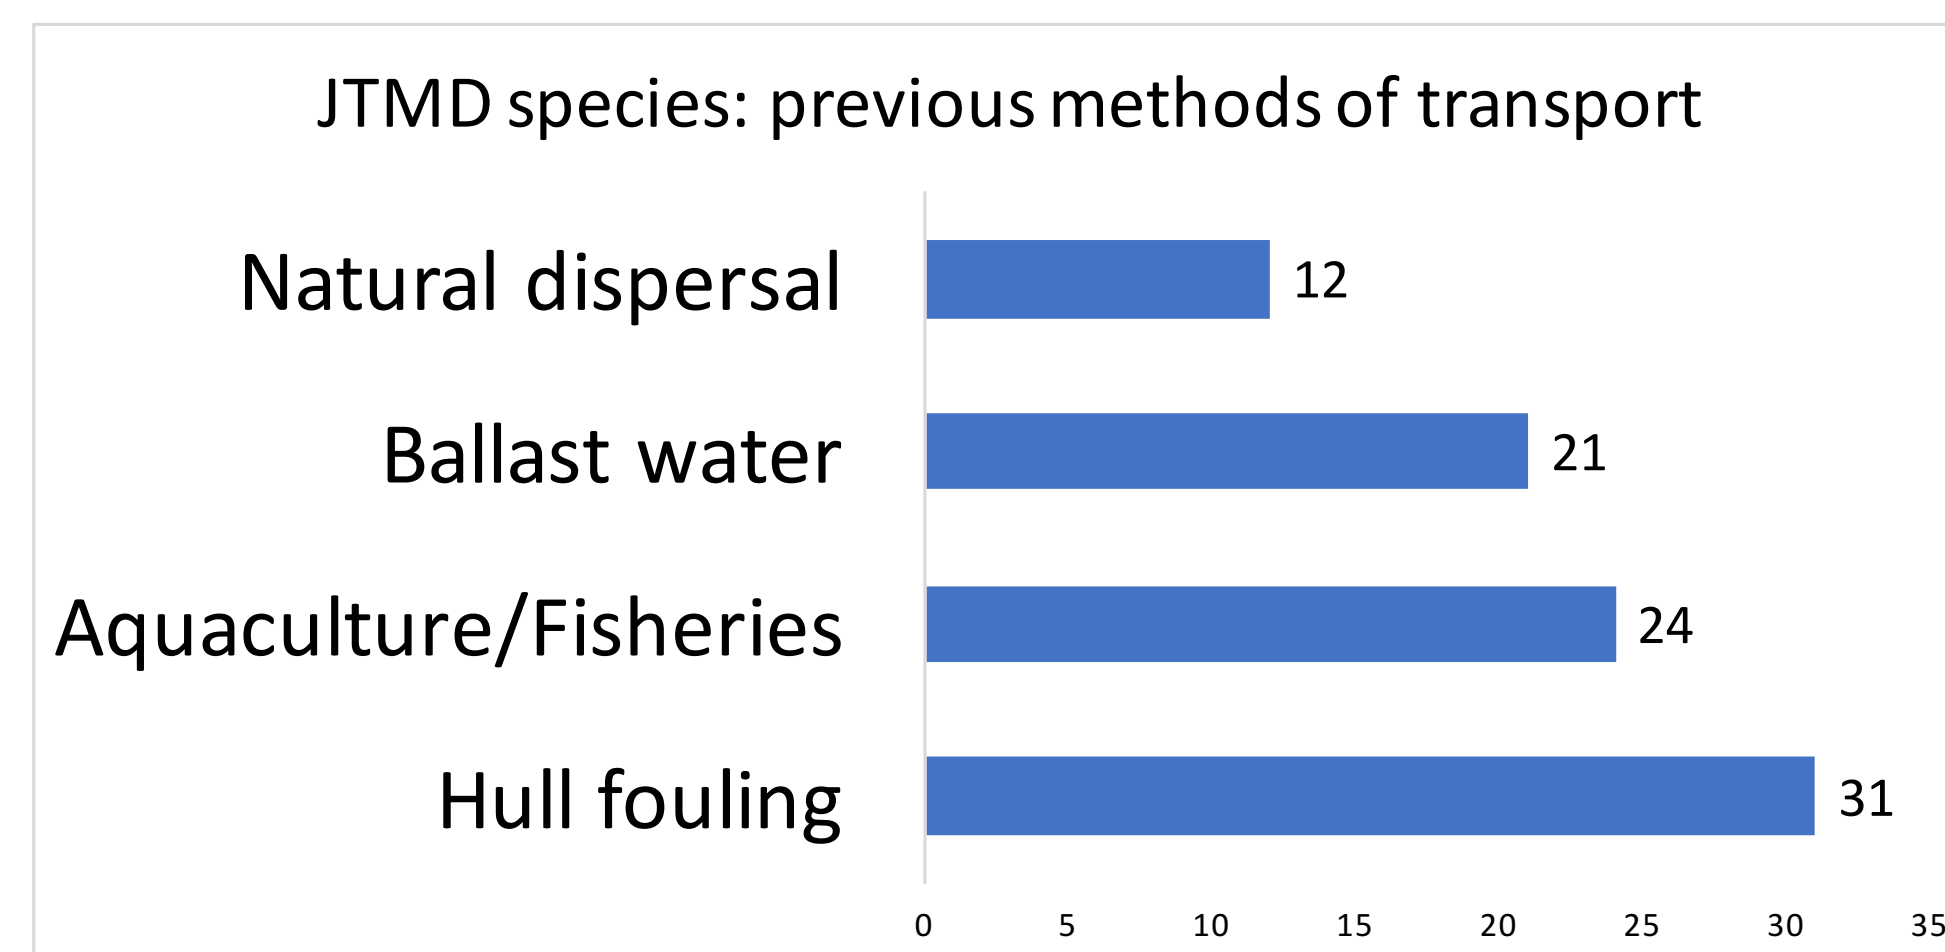 JTMD species: previous methods of transport
Natural dispersal 12
Ballast water 21
Aquaculture/Fisheries 24
Hull fouling 31
0 5 10 15 20 25 30 35